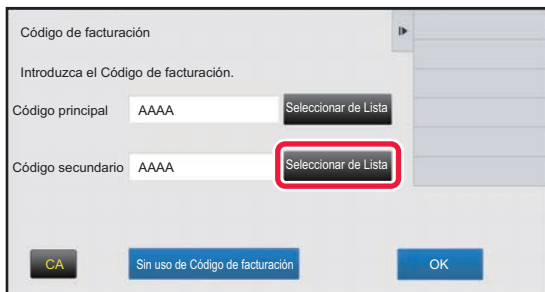 Código de facturación
Introduzca el Código de facturación.
Código principal AAAA Seleccionar de Lista
Código secundario AAAA Seleccionar de Lista
CA Sin uso de Código de facturación OK